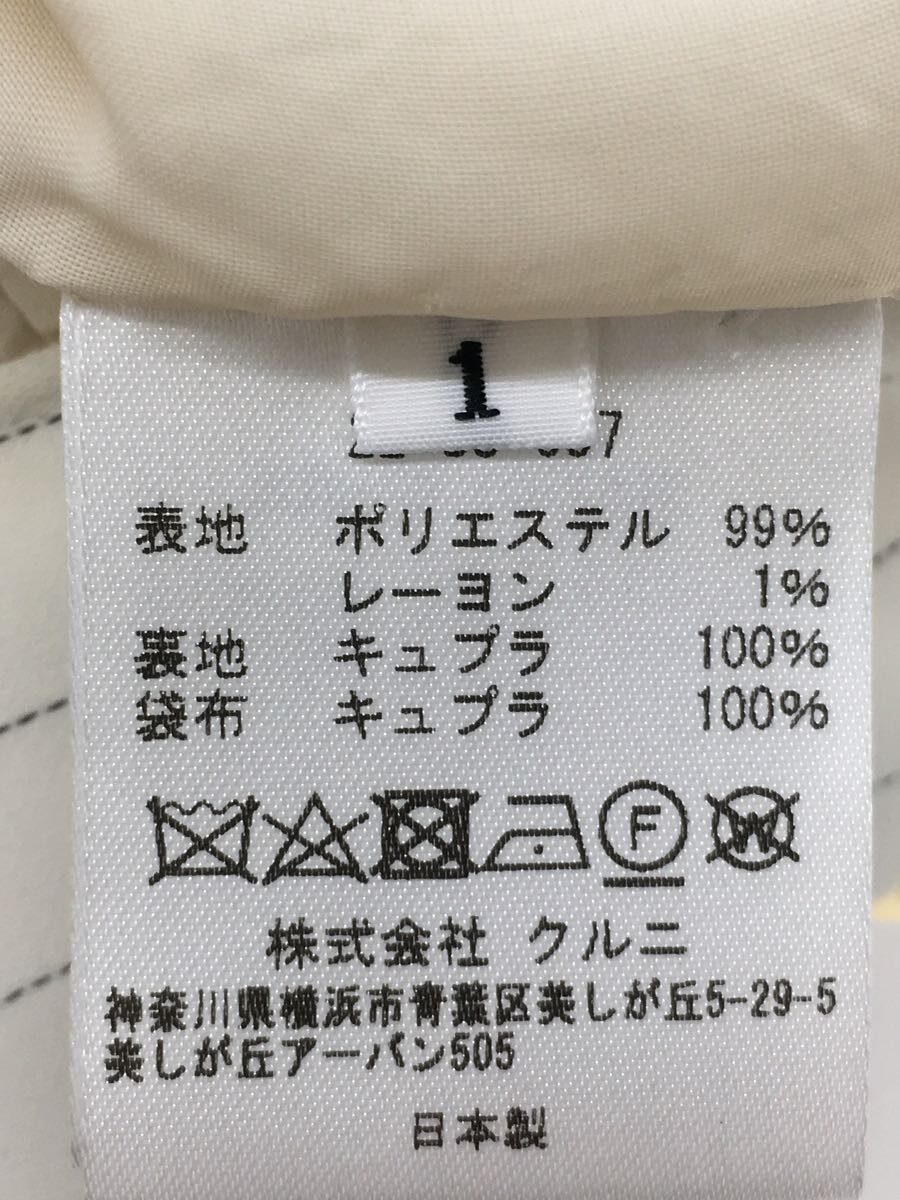 1
表地 ポリエステル 99%
レーヨン 1%
裏地 キュプラ 100%
袋布 キュプラ 100%
F W
株式会社 クルニ
神奈川県横浜市青葉区美しが丘5-29-5
美しが丘アーバン505
日本製